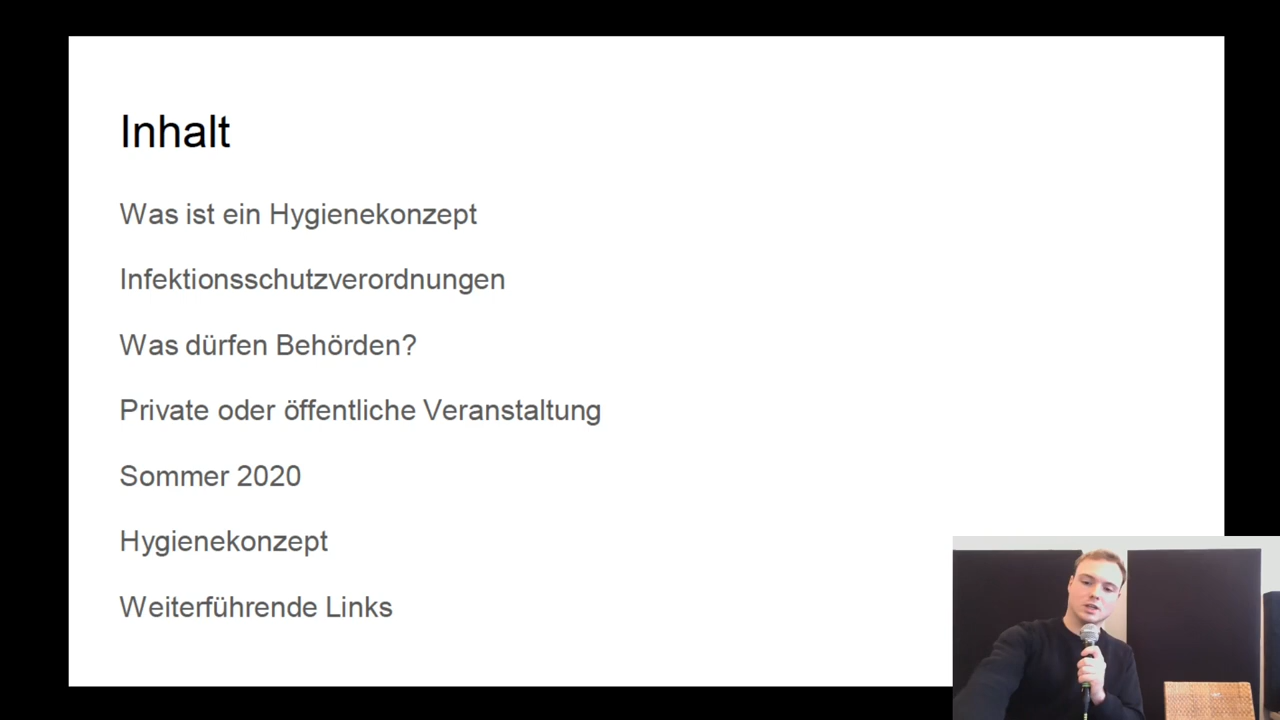 Inhalt
Was ist ein Hygienekonzept
Infektionsschutzverordnungen
Was dürfen Behörden?
Private oder öffentliche Veranstaltung
Sommer 2020
Hygienekonzept
Weiterführende Links